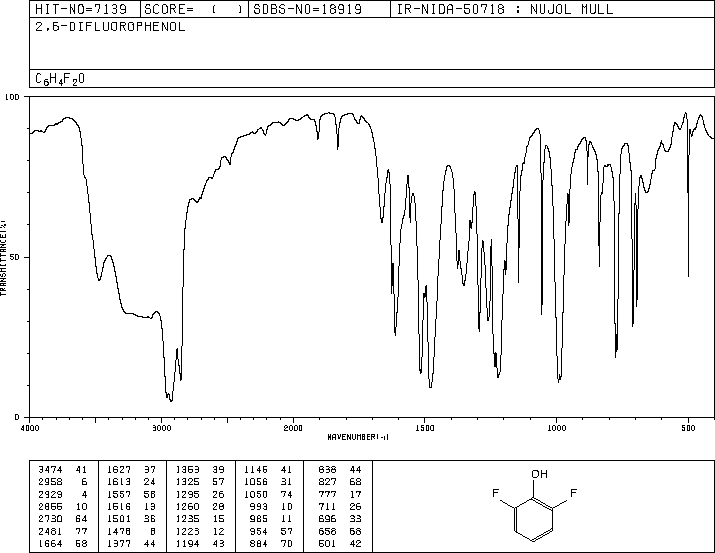 HIT-NO=7139 SCORE= ( ) SDBS-NO=18919 IR-NIDA-50718 : NUJOL MULL
2,6-DIFLUOROPHENOL
C6H4F2O
100
50
0
TRANSMITTANCE(%)
4000 3000 2000 1500 1000 500
WAVENUMBER(-1)
3474 41 1627 37 1353 39 1146 41 838 44
2958 6 1613 24 1325 57 1056 31 827 68
2929 4 1557 58 1295 26 1050 74 777 17
2855 10 1516 13 1260 28 993 10 711 26
2730 64 1501 36 1235 15 985 11 696 33
2481 77 1478 8 1223 12 954 57 658 68
1664 58 1377 44 1194 43 884 70 501 42
OH
F F